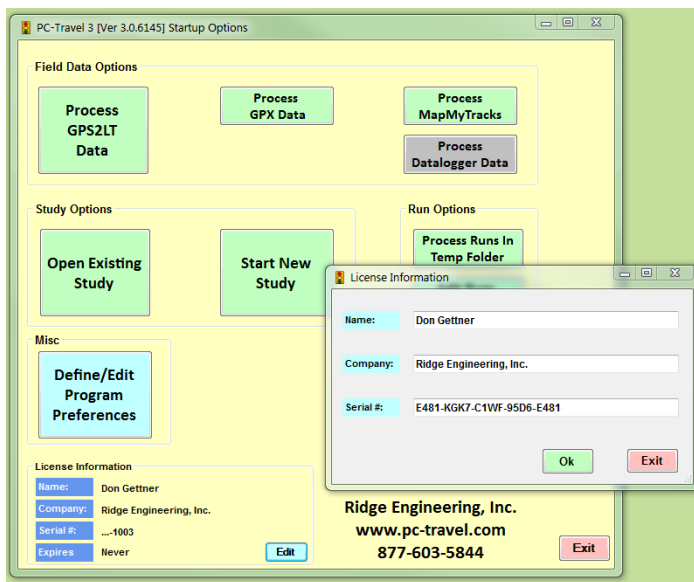 PC-Travel 3 [Ver 3.0.6145] Startup Options
Field Data Options
Process
GPS2LT
Data
Process
GPX Data
Process
MapMyTracks
Process
Datalogger Data
Study Options
Open Existing
Study
Start New
Study
Run Options
Process Runs In
Temp Folder
License Information
Name:
Don Gettner
Company:
Ridge Engineering, Inc.
Serial #:
E481-KGK7-C1WF-95D6-E481
Ok
Exit
Misc
Define/Edit
Program
Preferences
License Information
Name:
Don Gettner
Company:
Ridge Engineering, Inc.
Serial #:
...-1003
Expires
Never
Edit
Ridge Engineering, Inc.
www.pc-travel.com
877-603-5844
Exit